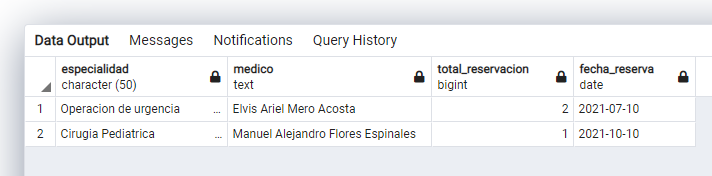 Data Output Messages Notifications Query History
especialidad medico total_reservacion fecha_reserva
character (50) text bigint date
1 Operacion de urgencia ... Elvis Ariel Mero Acosta 2 2021-07-10
2 Cirugia Pediatrica ... Manuel Alejandro Flores Espinales 1 2021-10-10